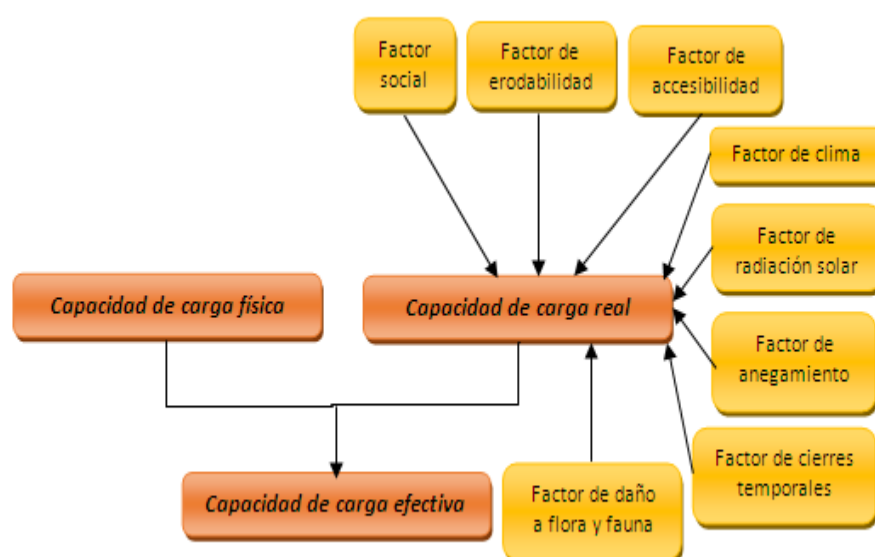 Factor
social
Factor de
erodabilidad
Factor de
accesibilidad
Factor de clima
Factor de
radiación solar
Capacidad de carga física
Capacidad de carga real
Factor de
anegamiento
Factor de cierres
temporales
Capacidad de carga efectiva
Factor de daño
a flora y fauna